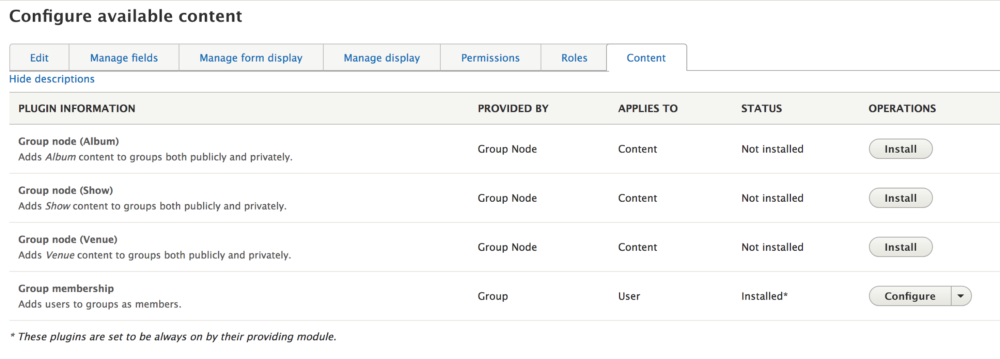 Configure available content
Edit Manage fields Manage form display Manage display Permissions Roles Content
Hide descriptions
PLUGIN INFORMATION PROVIDED BY APPLIES TO STATUS OPERATIONS
Group node (Album)
Adds Album content to groups both publicly and privately.
Group Node Content Not installed Install
Group node (Show)
Adds Show content to groups both publicly and privately.
Group Node Content Not installed Install
Group node (Venue)
Adds Venue content to groups both publicly and privately.
Group Node Content Not installed Install
Group membership
Adds users to groups as members.
Group User Installed* Configure
* These plugins are set to be always on by their providing module.